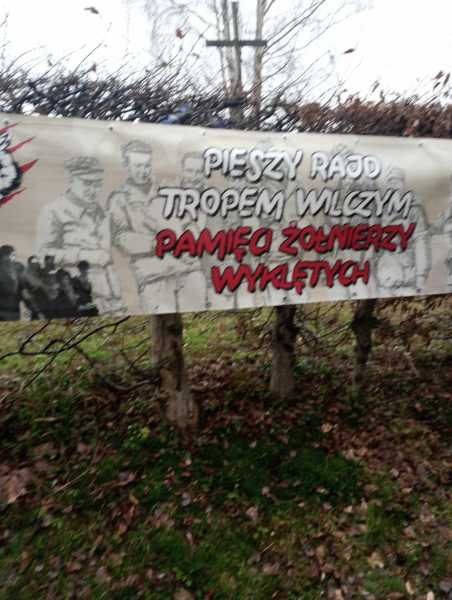 PIESZY RAJD
TROPEM WILCZYM
PAMIĘCI ŻOŁNIERZY
WYKLĘTYCH